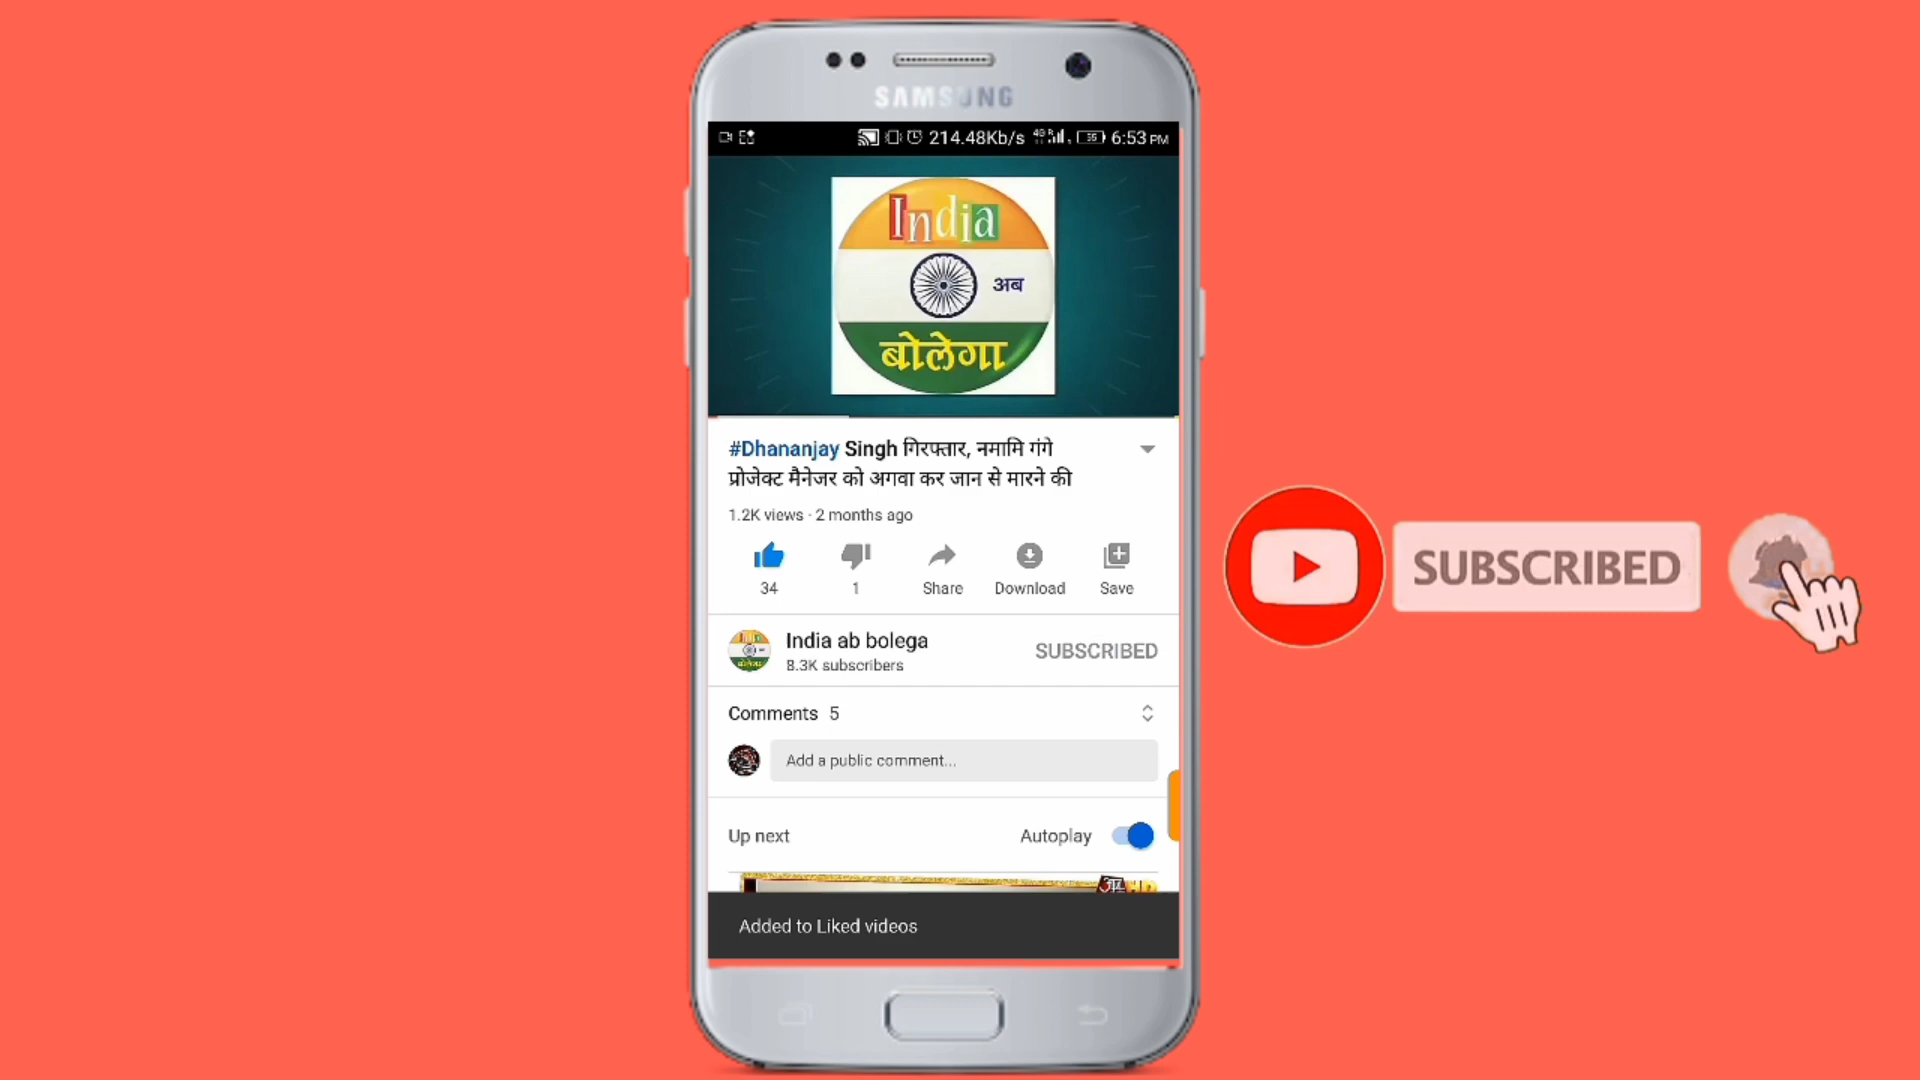 SAMSUNG
214.48Kb/s 4G R 55 6:53 PM
India
अब
बोलेगा
#Dhananjay Singh गिरफ्तार, नमामि गंगे
प्रोजेक्ट मैनेजर को अगवा कर जान से मारने की
1.2K views · 2 months ago
34
1
Share
Download
Save
India ab bolega
8.3K subscribers
SUBSCRIBED
SUBSCRIBED
Comments 5
Add a public comment...
Up next
Autoplay
Added to Liked videos